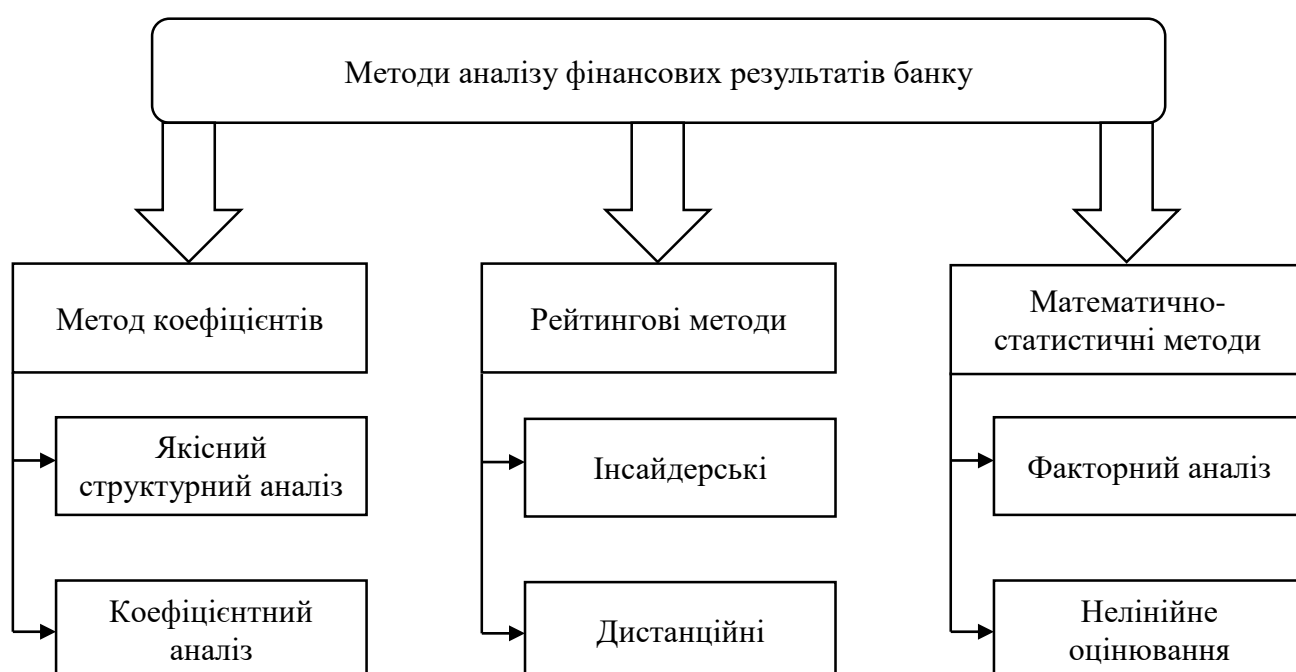 Методи аналізу фінансових результатів банку
Метод коефіцієнтів
Якісний
структурний аналіз
Коефіцієнтний
аналіз
Рейтингові методи
Інсайдерські
Дистанційні
Математично-
статистичні методи
Факторний аналіз
Нелінійне
оцінювання